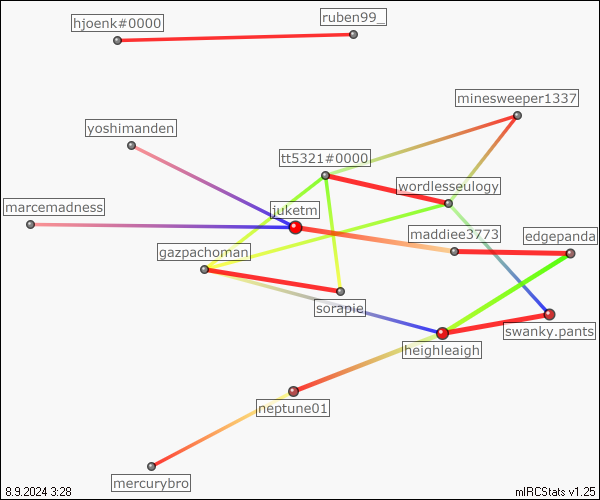 ruben99_
hjoenk#0000
minesweeper1337
yoshimanden
tt5321#0000
wordlesseulogy
marcemadness
juketm
maddiee3773
edgepanda
gazpachoman
sorapie
swanky.pants
heighleaigh
neptune01
mercurybro
8.9.2024 3:28
mIRCStats v1.25